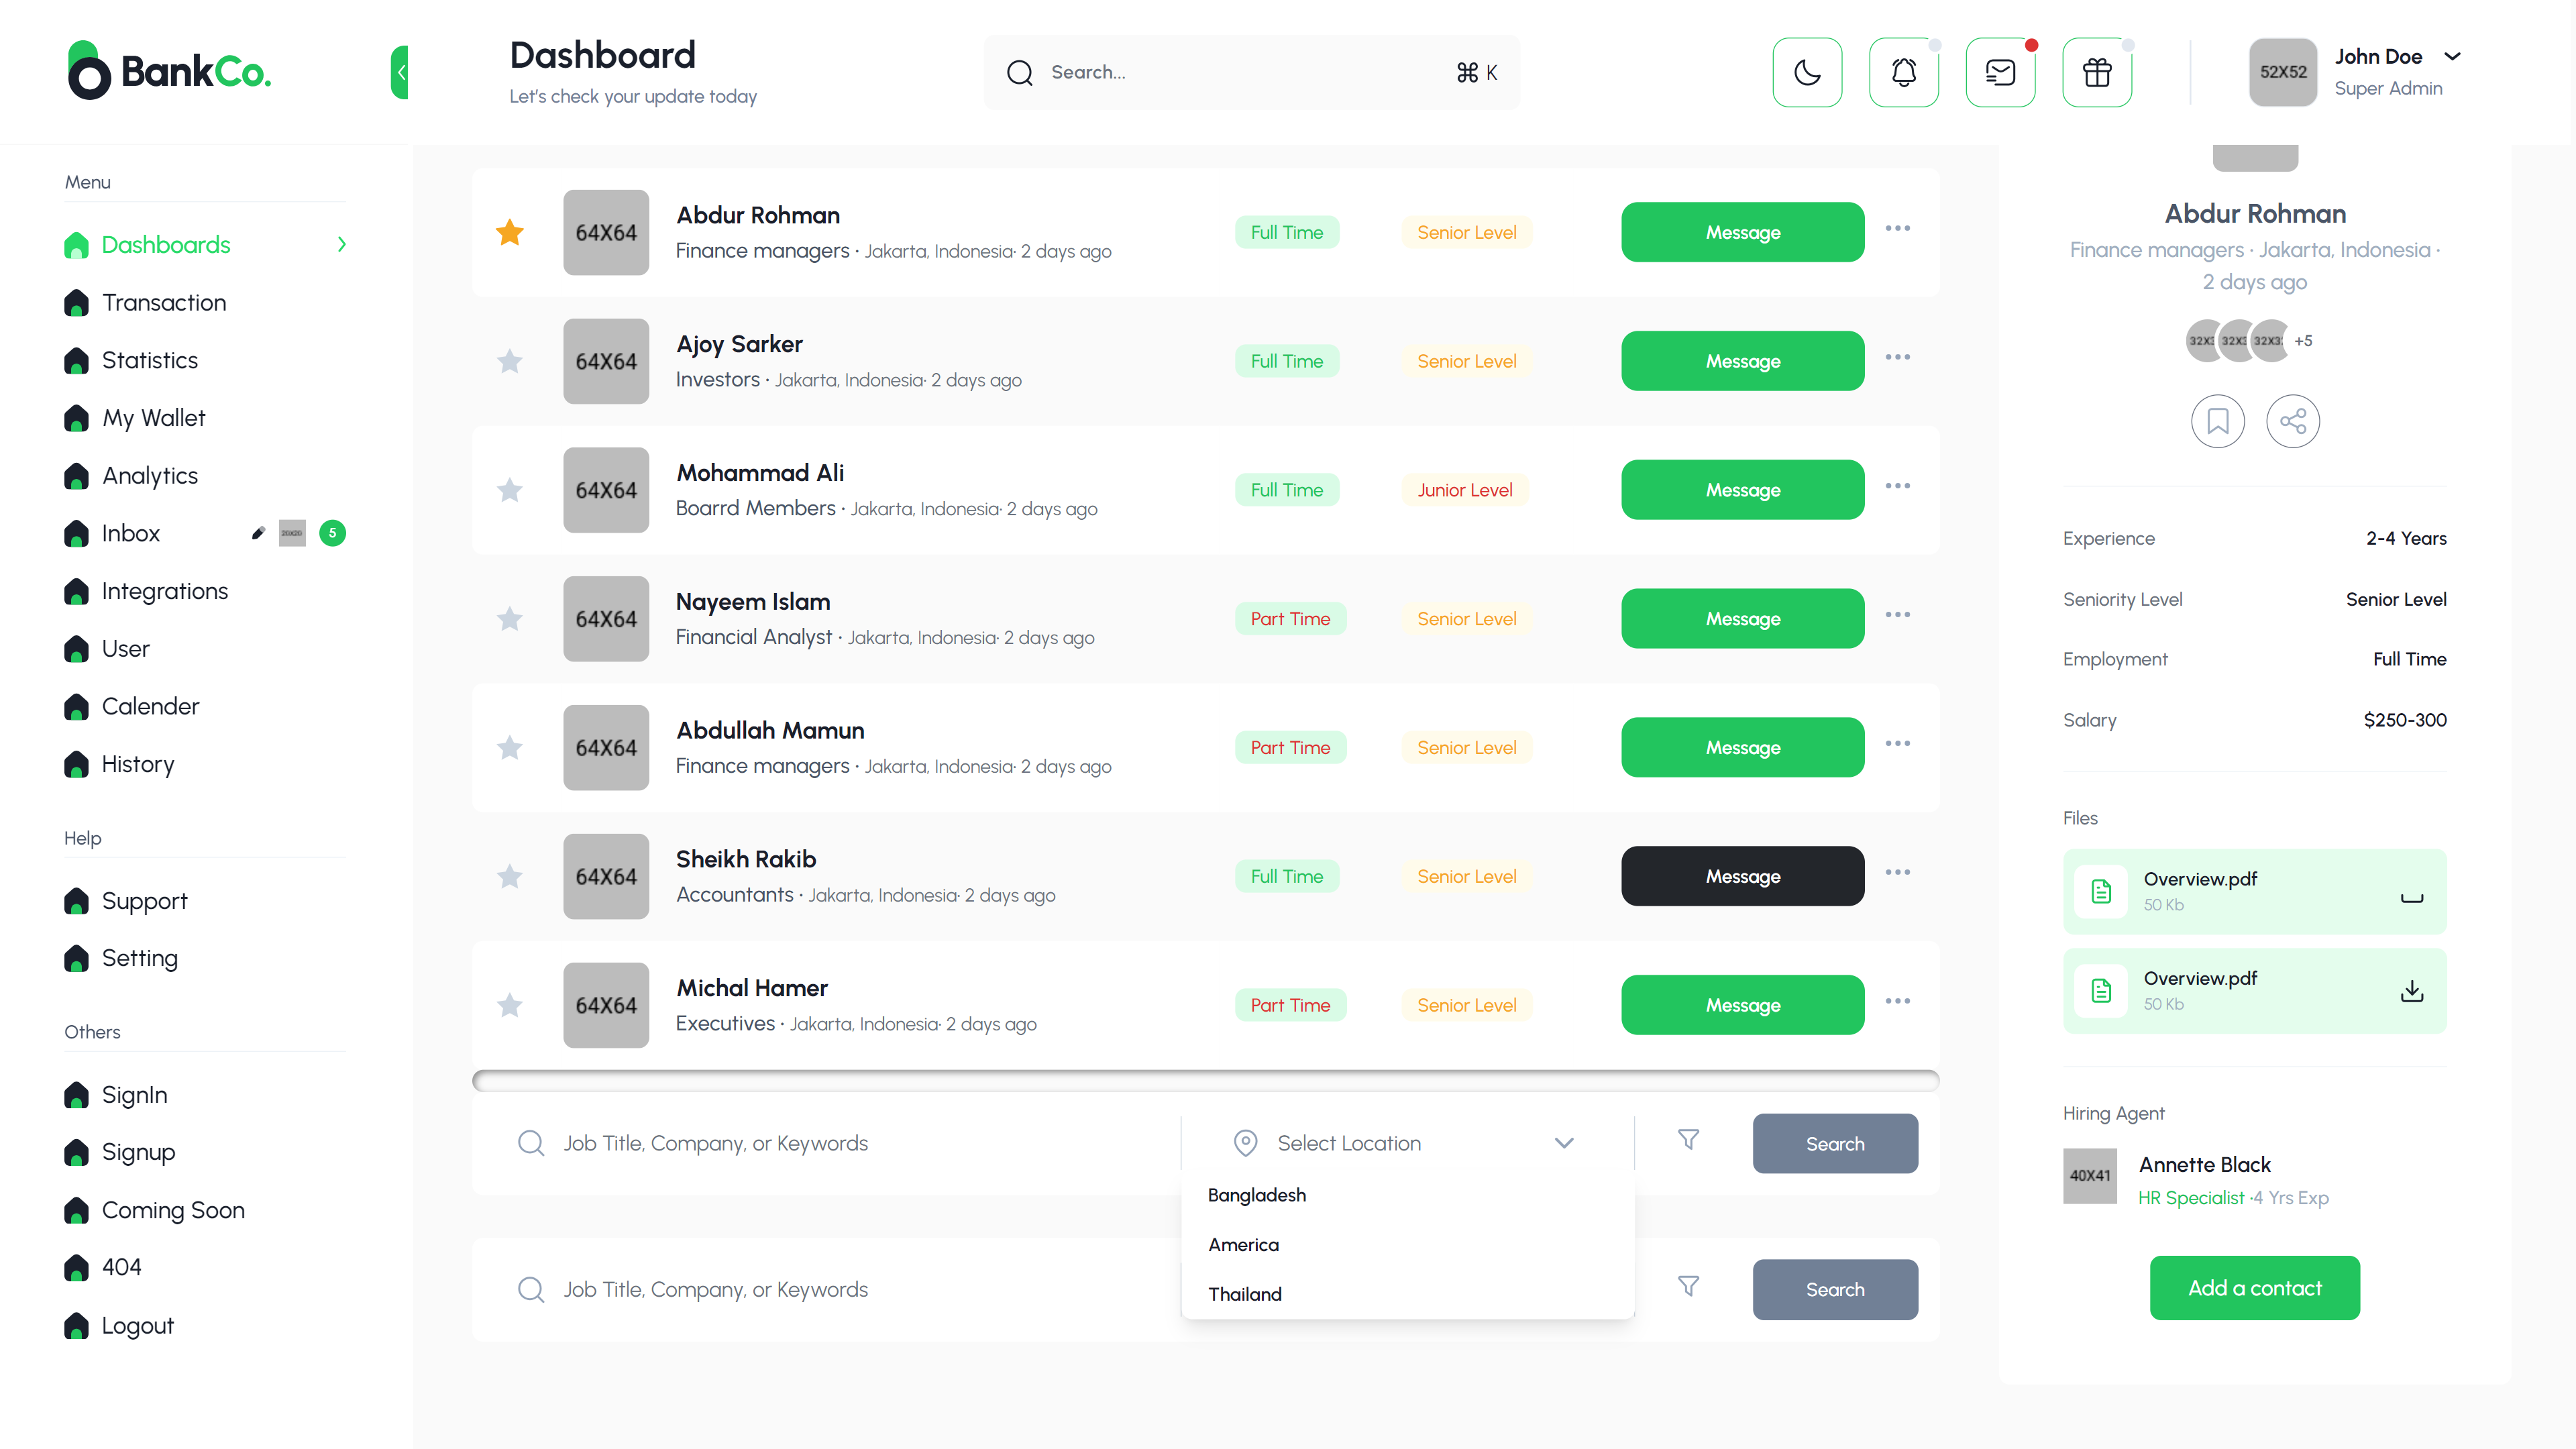 BankCo.
Dashboard
Let's check your update today
Search...
⌘ K
52X52
John Doe
Super Admin
Menu
Dashboards
Transaction
Statistics
My Wallet
Analytics
Inbox
5
Integrations
User
Calender
History
Help
Support
Setting
Others
SignIn
Signup
Coming Soon
404
Logout
64X64
Abdur Rohman
Finance managers · Jakarta, Indonesia· 2 days ago
Full Time
Senior Level
Message
64X64
Ajoy Sarker
Investors · Jakarta, Indonesia· 2 days ago
Full Time
Senior Level
Message
64X64
Mohammad Ali
Boarrd Members · Jakarta, Indonesia· 2 days ago
Full Time
Junior Level
Message
64X64
Nayeem Islam
Financial Analyst · Jakarta, Indonesia· 2 days ago
Part Time
Senior Level
Message
64X64
Abdullah Mamun
Finance managers · Jakarta, Indonesia· 2 days ago
Part Time
Senior Level
Message
64X64
Sheikh Rakib
Accountants · Jakarta, Indonesia· 2 days ago
Full Time
Senior Level
Message
64X64
Michal Hamer
Executives · Jakarta, Indonesia· 2 days ago
Part Time
Senior Level
Message
Job Title, Company, or Keywords
Select Location
Search
Bangladesh
America
Thailand
Job Title, Company, or Keywords
Search
Abdur Rohman
Finance managers · Jakarta, Indonesia ·
2 days ago
+5
Experience
2-4 Years
Seniority Level
Senior Level
Employment
Full Time
Salary
$250-300
Files
Overview.pdf
50 Kb
Overview.pdf
50 Kb
Hiring Agent
40X41
Annette Black
HR Specialist ·4 Yrs Exp
Add a contact